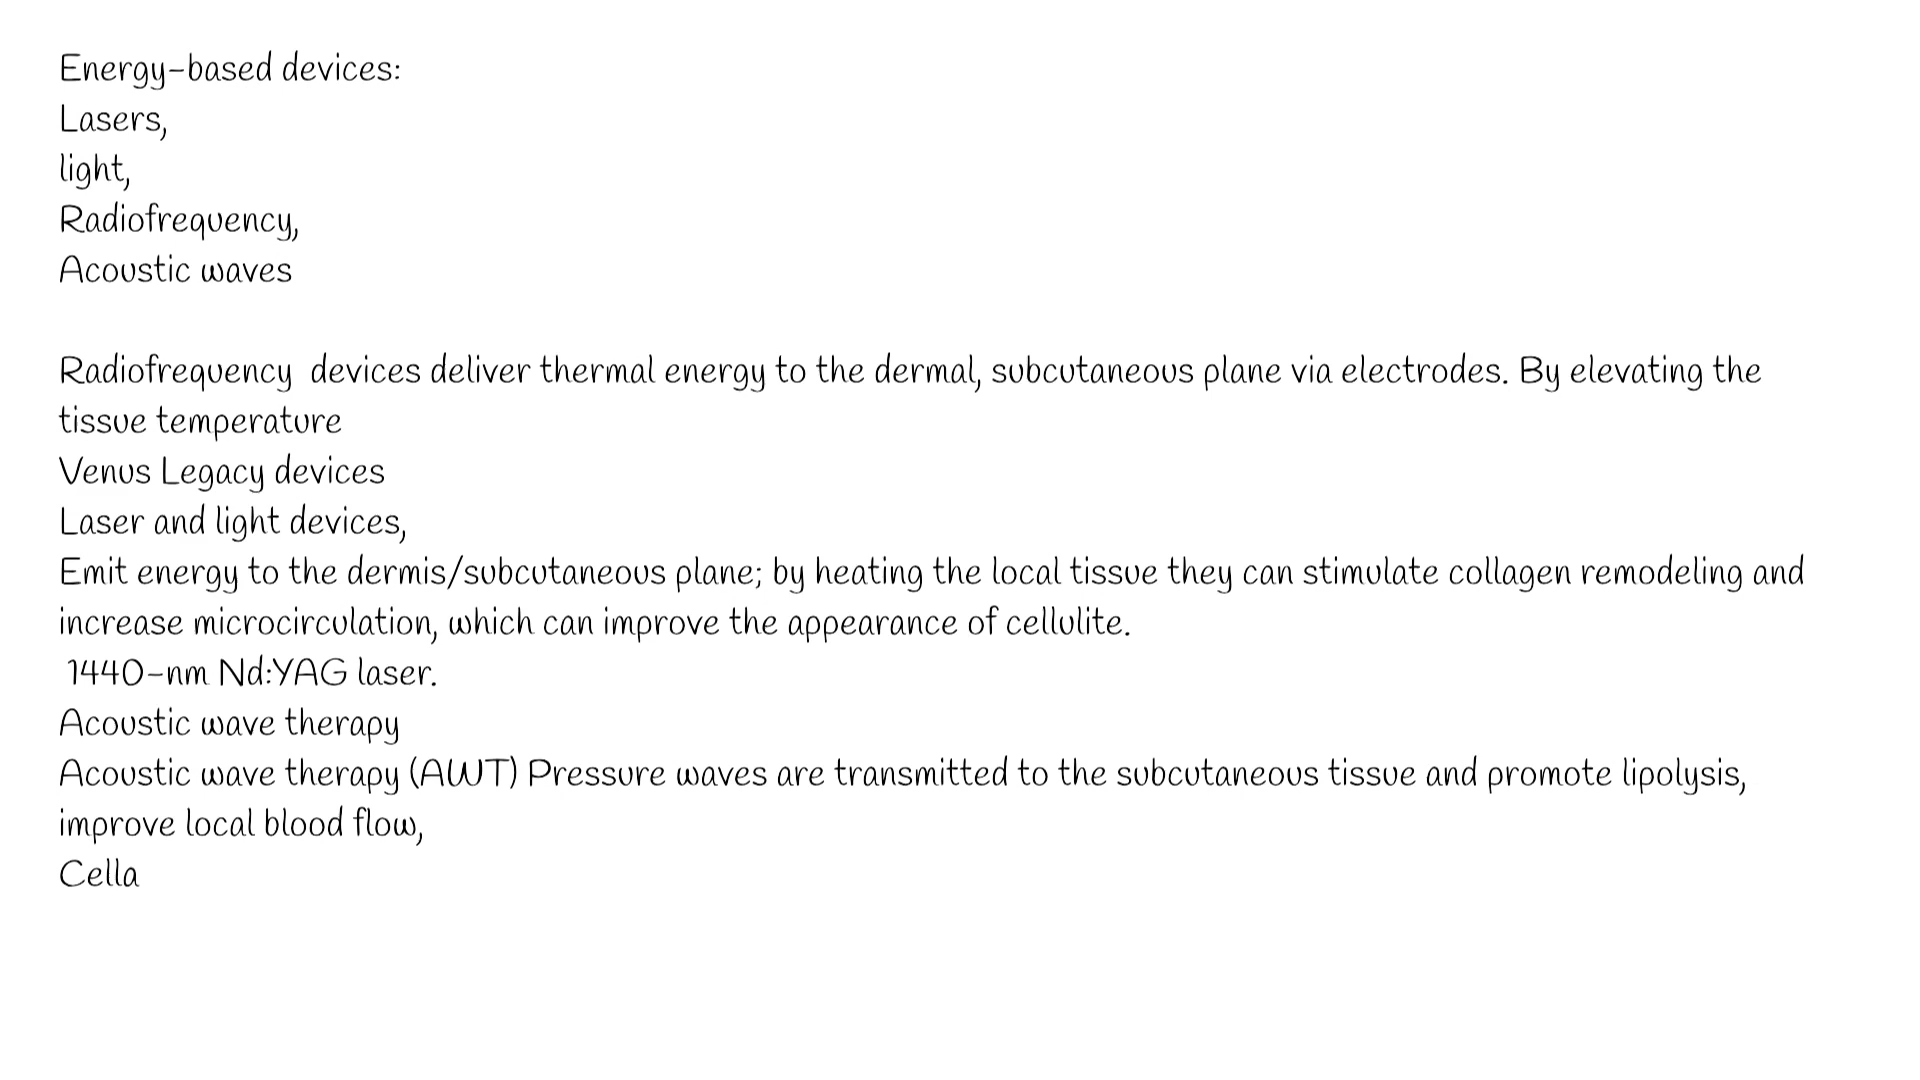 Energy-based devices:
Lasers,
light,
Radiofrequency,
Acoustic waves
Radiofrequency  devices deliver thermal energy to the dermal, subcutaneous plane via electrodes. By elevating the
tissue temperature
Venus Legacy devices
Laser and light devices,
Emit energy to the dermis/subcutaneous plane; by heating the local tissue they can stimulate collagen remodeling and
increase microcirculation, which can improve the appearance of cellulite.
1440-nm Nd:YAG laser.
Acoustic wave therapy
Acoustic wave therapy (AWT) Pressure waves are transmitted to the subcutaneous tissue and promote lipolysis,
improve local blood flow,
Cella